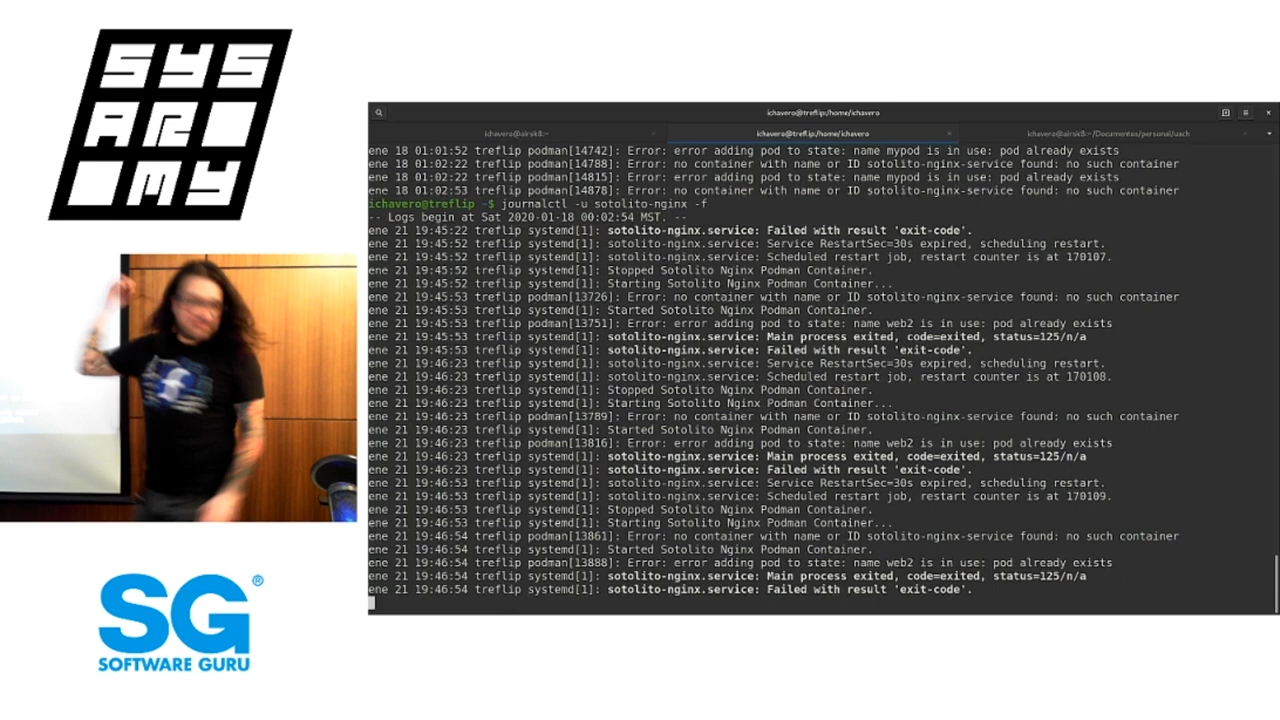 SYS
AR
MY
SG®
SOFTWARE GURU
ichavero@treflip:/home/ichavero
ichavero@airsik8:~
ichavero@treflip:/home/ichavero
ichavero@airsik8:~/Documentos/personal/uach
ene 18 01:01:52 treflip podman[14742]: Error: error adding pod to state: name mypod is in use: pod already exists
ene 18 01:02:22 treflip podman[14788]: Error: no container with name or ID sotolito-nginx-service found: no such container
ene 18 01:02:22 treflip podman[14815]: Error: error adding pod to state: name mypod is in use: pod already exists
ene 18 01:02:53 treflip podman[14878]: Error: no container with name or ID sotolito-nginx-service found: no such container
ichavero@treflip ~$ journalctl -u sotolito-nginx -f
-- Logs begin at Sat 2020-01-18 00:02:54 MST. --
ene 21 19:45:22 treflip systemd[1]: sotolito-nginx.service: Failed with result 'exit-code'.
ene 21 19:45:52 treflip systemd[1]: sotolito-nginx.service: Service RestartSec=30s expired, scheduling restart.
ene 21 19:45:52 treflip systemd[1]: sotolito-nginx.service: Scheduled restart job, restart counter is at 170107.
ene 21 19:45:52 treflip systemd[1]: Stopped Sotolito Nginx Podman Container.
ene 21 19:45:52 treflip systemd[1]: Starting Sotolito Nginx Podman Container...
ene 21 19:45:53 treflip podman[13726]: Error: no container with name or ID sotolito-nginx-service found: no such container
ene 21 19:45:53 treflip systemd[1]: Started Sotolito Nginx Podman Container.
ene 21 19:45:53 treflip podman[13751]: Error: error adding pod to state: name web2 is in use: pod already exists
ene 21 19:45:53 treflip systemd[1]: sotolito-nginx.service: Main process exited, code=exited, status=125/n/a
ene 21 19:45:53 treflip systemd[1]: sotolito-nginx.service: Failed with result 'exit-code'.
ene 21 19:46:23 treflip systemd[1]: sotolito-nginx.service: Service RestartSec=30s expired, scheduling restart.
ene 21 19:46:23 treflip systemd[1]: sotolito-nginx.service: Scheduled restart job, restart counter is at 170108.
ene 21 19:46:23 treflip systemd[1]: Stopped Sotolito Nginx Podman Container.
ene 21 19:46:23 treflip systemd[1]: Starting Sotolito Nginx Podman Container...
ene 21 19:46:23 treflip podman[13789]: Error: no container with name or ID sotolito-nginx-service found: no such container
ene 21 19:46:23 treflip systemd[1]: Started Sotolito Nginx Podman Container.
ene 21 19:46:23 treflip podman[13816]: Error: error adding pod to state: name web2 is in use: pod already exists
ene 21 19:46:23 treflip systemd[1]: sotolito-nginx.service: Main process exited, code=exited, status=125/n/a
ene 21 19:46:23 treflip systemd[1]: sotolito-nginx.service: Failed with result 'exit-code'.
ene 21 19:46:53 treflip systemd[1]: sotolito-nginx.service: Service RestartSec=30s expired, scheduling restart.
ene 21 19:46:53 treflip systemd[1]: sotolito-nginx.service: Scheduled restart job, restart counter is at 170109.
ene 21 19:46:53 treflip systemd[1]: Stopped Sotolito Nginx Podman Container.
ene 21 19:46:53 treflip systemd[1]: Starting Sotolito Nginx Podman Container...
ene 21 19:46:54 treflip podman[13861]: Error: no container with name or ID sotolito-nginx-service found: no such container
ene 21 19:46:54 treflip systemd[1]: Started Sotolito Nginx Podman Container.
ene 21 19:46:54 treflip podman[13888]: Error: error adding pod to state: name web2 is in use: pod already exists
ene 21 19:46:54 treflip systemd[1]: sotolito-nginx.service: Main process exited, code=exited, status=125/n/a
ene 21 19:46:54 treflip systemd[1]: sotolito-nginx.service: Failed with result 'exit-code'.